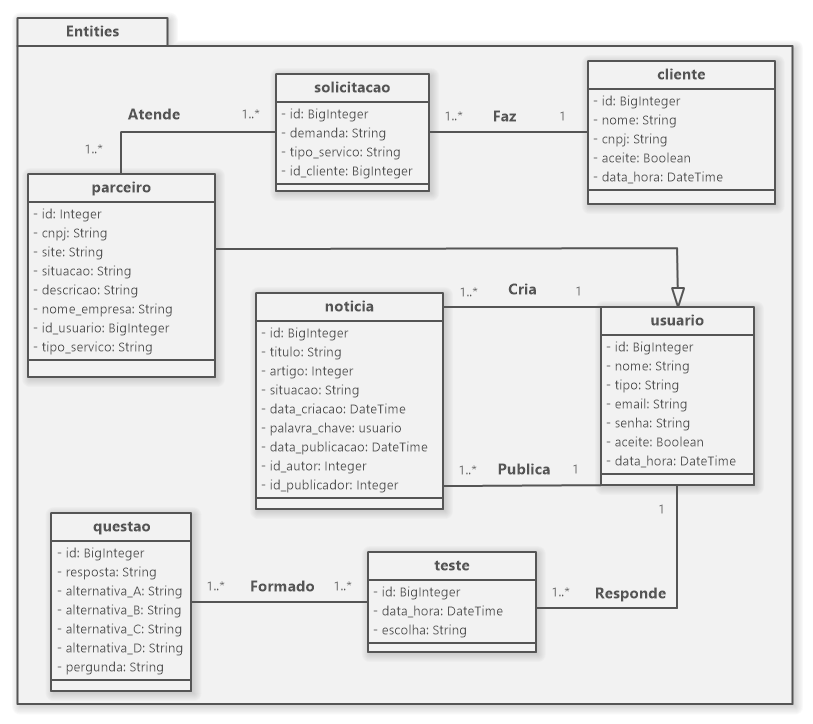 Entities
solicitacao
- id: BigInteger
- demanda: String
- tipo_servico: String
- id_cliente: BigInteger
cliente
- id: BigInteger
- nome: String
- cnpj: String
- aceite: Boolean
- data_hora: DateTime
Atende
1..*
1..*
1..*
Faz
1
parceiro
- id: Integer
- cnpj: String
- site: String
- situacao: String
- descricao: String
- nome_empresa: String
- id_usuario: BigInteger
- tipo_servico: String
noticia
- id: BigInteger
- titulo: String
- artigo: Integer
- situacao: String
- data_criacao: DateTime
- palavra_chave: usuario
- data_publicacao: DateTime
- id_autor: Integer
- id_publicador: Integer
1..*
Cria
1
usuario
- id: BigInteger
- nome: String
- tipo: String
- email: String
- senha: String
- aceite: Boolean
- data_hora: DateTime
1..*
Publica
1
1
questao
- id: BigInteger
- resposta: String
- alternativa_A: String
- alternativa_B: String
- alternativa_C: String
- alternativa_D: String
- pergunda: String
1..*
Formado
1..*
teste
- id: BigInteger
- data_hora: DateTime
- escolha: String
1..*
Responde